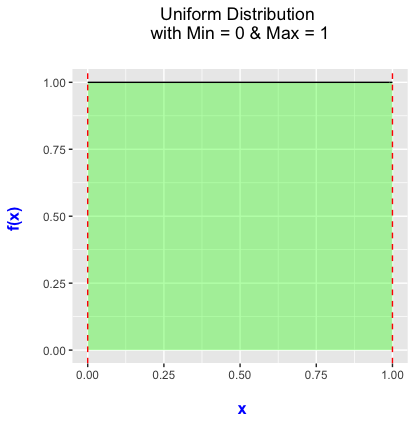 Uniform Distribution
with Min = 0 & Max = 1
f(x)
1.00
0.75
0.50
0.25
0.00
0.00 0.25 0.50 0.75 1.00
x